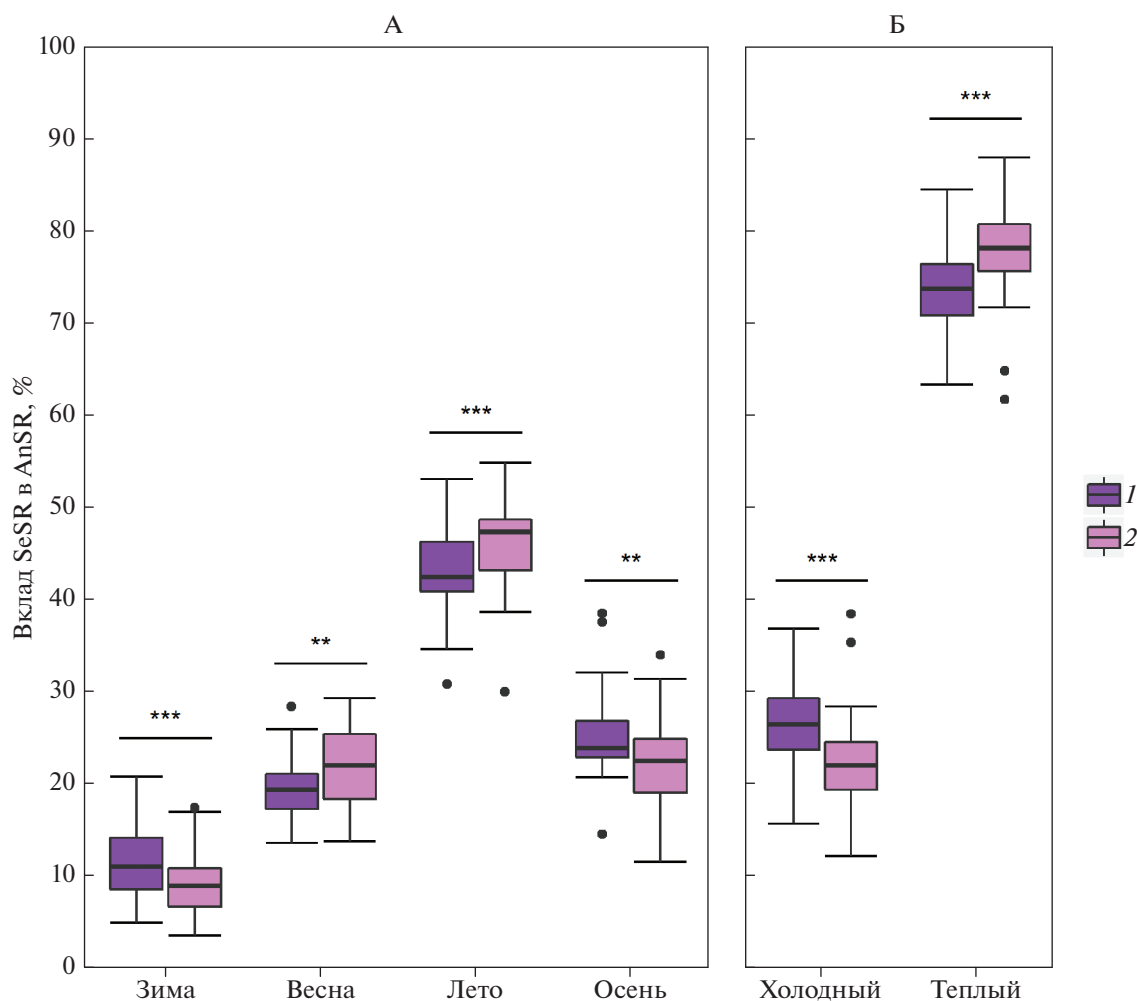 А
Б
Вклад SeSR в AnSR, %
100
90
80
70
60
50
40
30
20
10
0
***
**
***
**
***
***
Зима
Весна
Лето
Осень
Холодный
Теплый
1
2